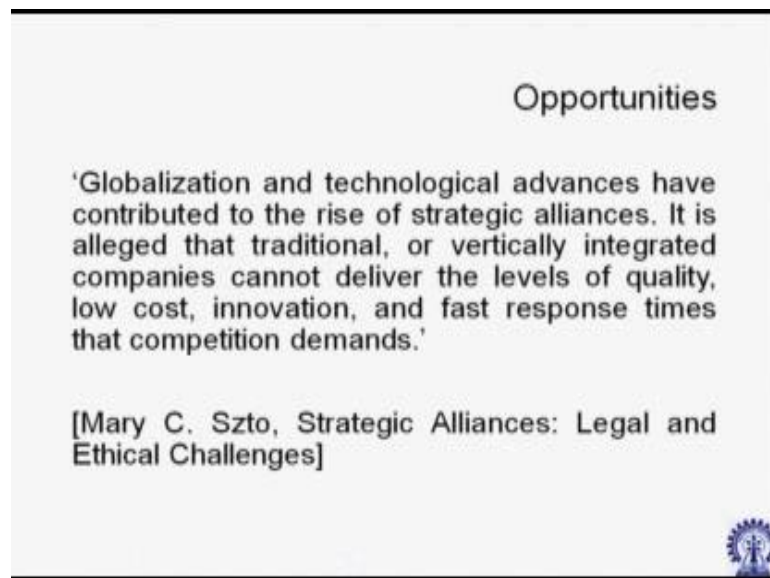 Opportunities
‘Globalization and technological advances have
contributed to the rise of strategic alliances. It is
alleged that traditional, or vertically integrated
companies cannot deliver the levels of quality,
low cost, innovation, and fast response times
that competition demands.’
[Mary C. Szto, Strategic Alliances: Legal and
Ethical Challenges]